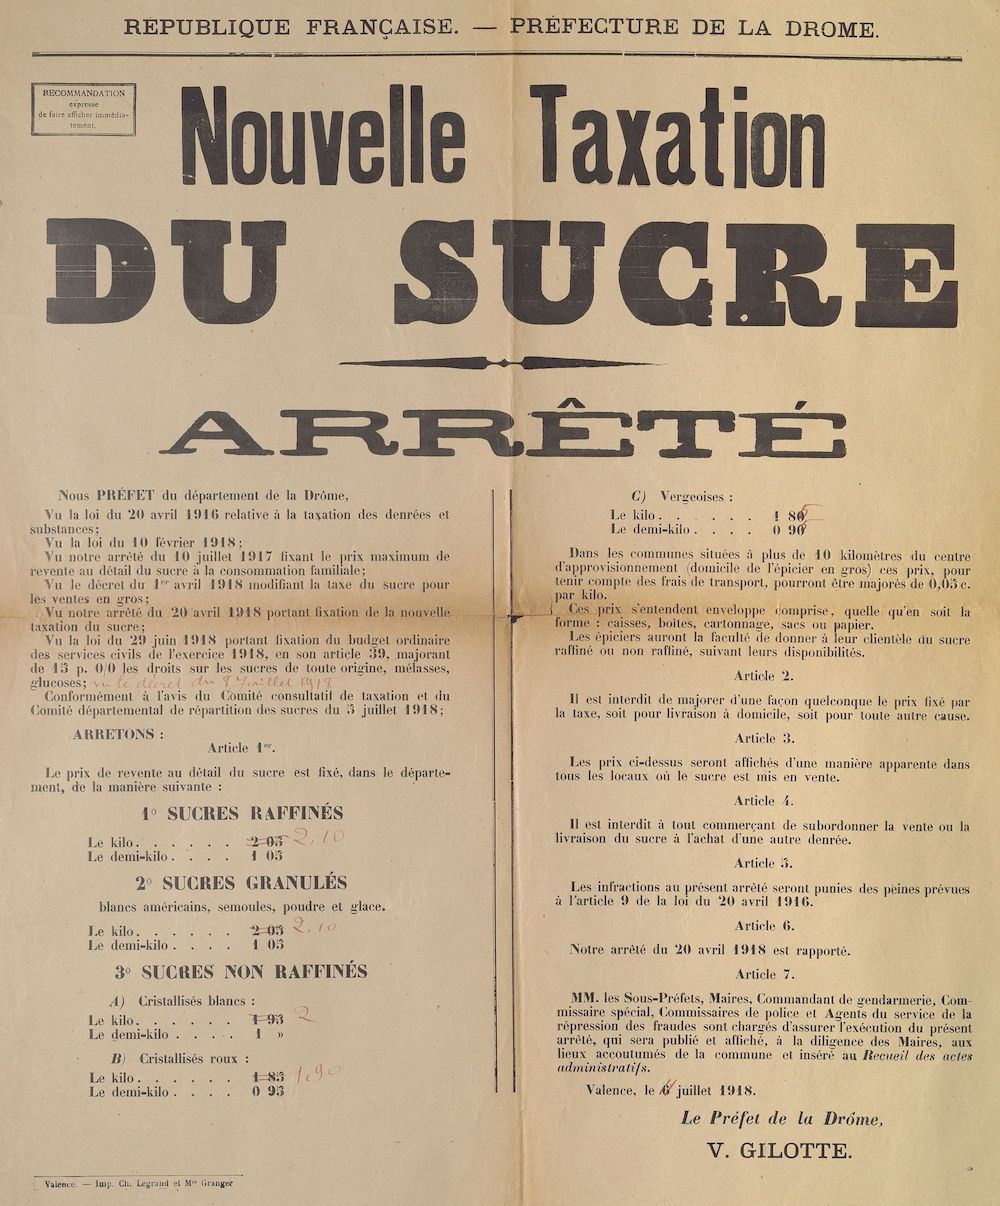 RÉPUBLIQUE FRANÇAISE. — PRÉFECTURE DE LA DROME.
RECOMMANDATION
expresse
de faire afficher immédia-
tement.
Nouvelle Taxation
DU SUCRE
ARRÊTÉ
Nous PRÉFET du département de la Drôme,
Vu la loi du 20 avril 1916 relative à la taxation des denrées et
substances;
Vu la loi du 10 février 1918;
Vu notre arrêté du 10 juillet 1917 fixant le prix maximum de
revente au détail du sucre à la consommation familiale;
Vu le décret du 1er avril 1918 modifiant la taxe du sucre pour
les ventes en gros;
Vu notre arrêté du 20 avril 1918 portant fixation de la nouvelle
taxation du sucre;
Vu la loi du 29 juin 1918 portant fixation du budget ordinaire
des services civils de l'exercice 1918, en son article 39, majorant
de 15 p. 0/0 les droits sur les sucres de toute origine, mélasses,
glucoses; vu le décret du 8 Juillet 1918
Conformément à l'avis du Comité consultatif de taxation et du
Comité départemental de répartition des sucres du 5 juillet 1918;
ARRETONS :
Article 1er.
Le prix de revente au détail du sucre est fixé, dans le départe-
ment, de la manière suivante :
1° SUCRES RAFFINÉS
Le kilo. . . . . . 2 05 2,10
Le demi-kilo . . . . 1 05
2° SUCRES GRANULÉS
blancs américains, semoules, poudre et glace.
Le kilo. . . . . . 2 05 2,10
Le demi-kilo . . . . 1 05
3° SUCRES NON RAFFINÉS
A) Cristallisés blancs :
Le kilo. . . . . . 1 95 2
Le demi-kilo . . . . 1 »
B) Cristallisés roux :
Le kilo. . . . . . 1 85 1,90
Le demi-kilo . . . . 0 95
C) Vergeoises :
Le kilo. . . . . . 1 80
Le demi-kilo . . . . 0 90
Dans les communes situées à plus de 10 kilomètres du centre
d'approvisionnement (domicile de l'épicier en gros) ces prix, pour
tenir compte des frais de transport, pourront être majorés de 0,05 c.
par kilo.
Ces prix s'entendent enveloppe comprise, quelle qu'en soit la
forme : caisses, boîtes, cartonnage, sacs ou papier.
Les épiciers auront la faculté de donner à leur clientèle du sucre
raffiné ou non raffiné, suivant leurs disponibilités.
Article 2.
Il est interdit de majorer d'une façon quelconque le prix fixé par
la taxe, soit pour livraison à domicile, soit pour toute autre cause.
Article 3.
Les prix ci-dessus seront affichés d'une manière apparente dans
tous les locaux où le sucre est mis en vente.
Article 4.
Il est interdit à tout commerçant de subordonner la vente ou la
livraison du sucre à l'achat d'une autre denrée.
Article 5.
Les infractions au présent arrêté seront punies des peines prévues
à l'article 9 de la loi du 20 avril 1916.
Article 6.
Notre arrêté du 20 avril 1918 est rapporté.
Article 7.
MM. les Sous-Préfets, Maires, Commandant de gendarmerie, Com-
missaire spécial, Commissaires de police et Agents du service de la
répression des fraudes sont chargés d'assurer l'exécution du présent
arrêté, qui sera publié et affiché, à la diligence des Maires, aux
lieux accoutumés de la commune et inséré au Recueil des actes
administratifs.
Valence, le juillet 1918.
Le Préfet de la Drôme,
V. GILOTTE.
Valence. — Imp. Ch. Legrand et Mce Granger